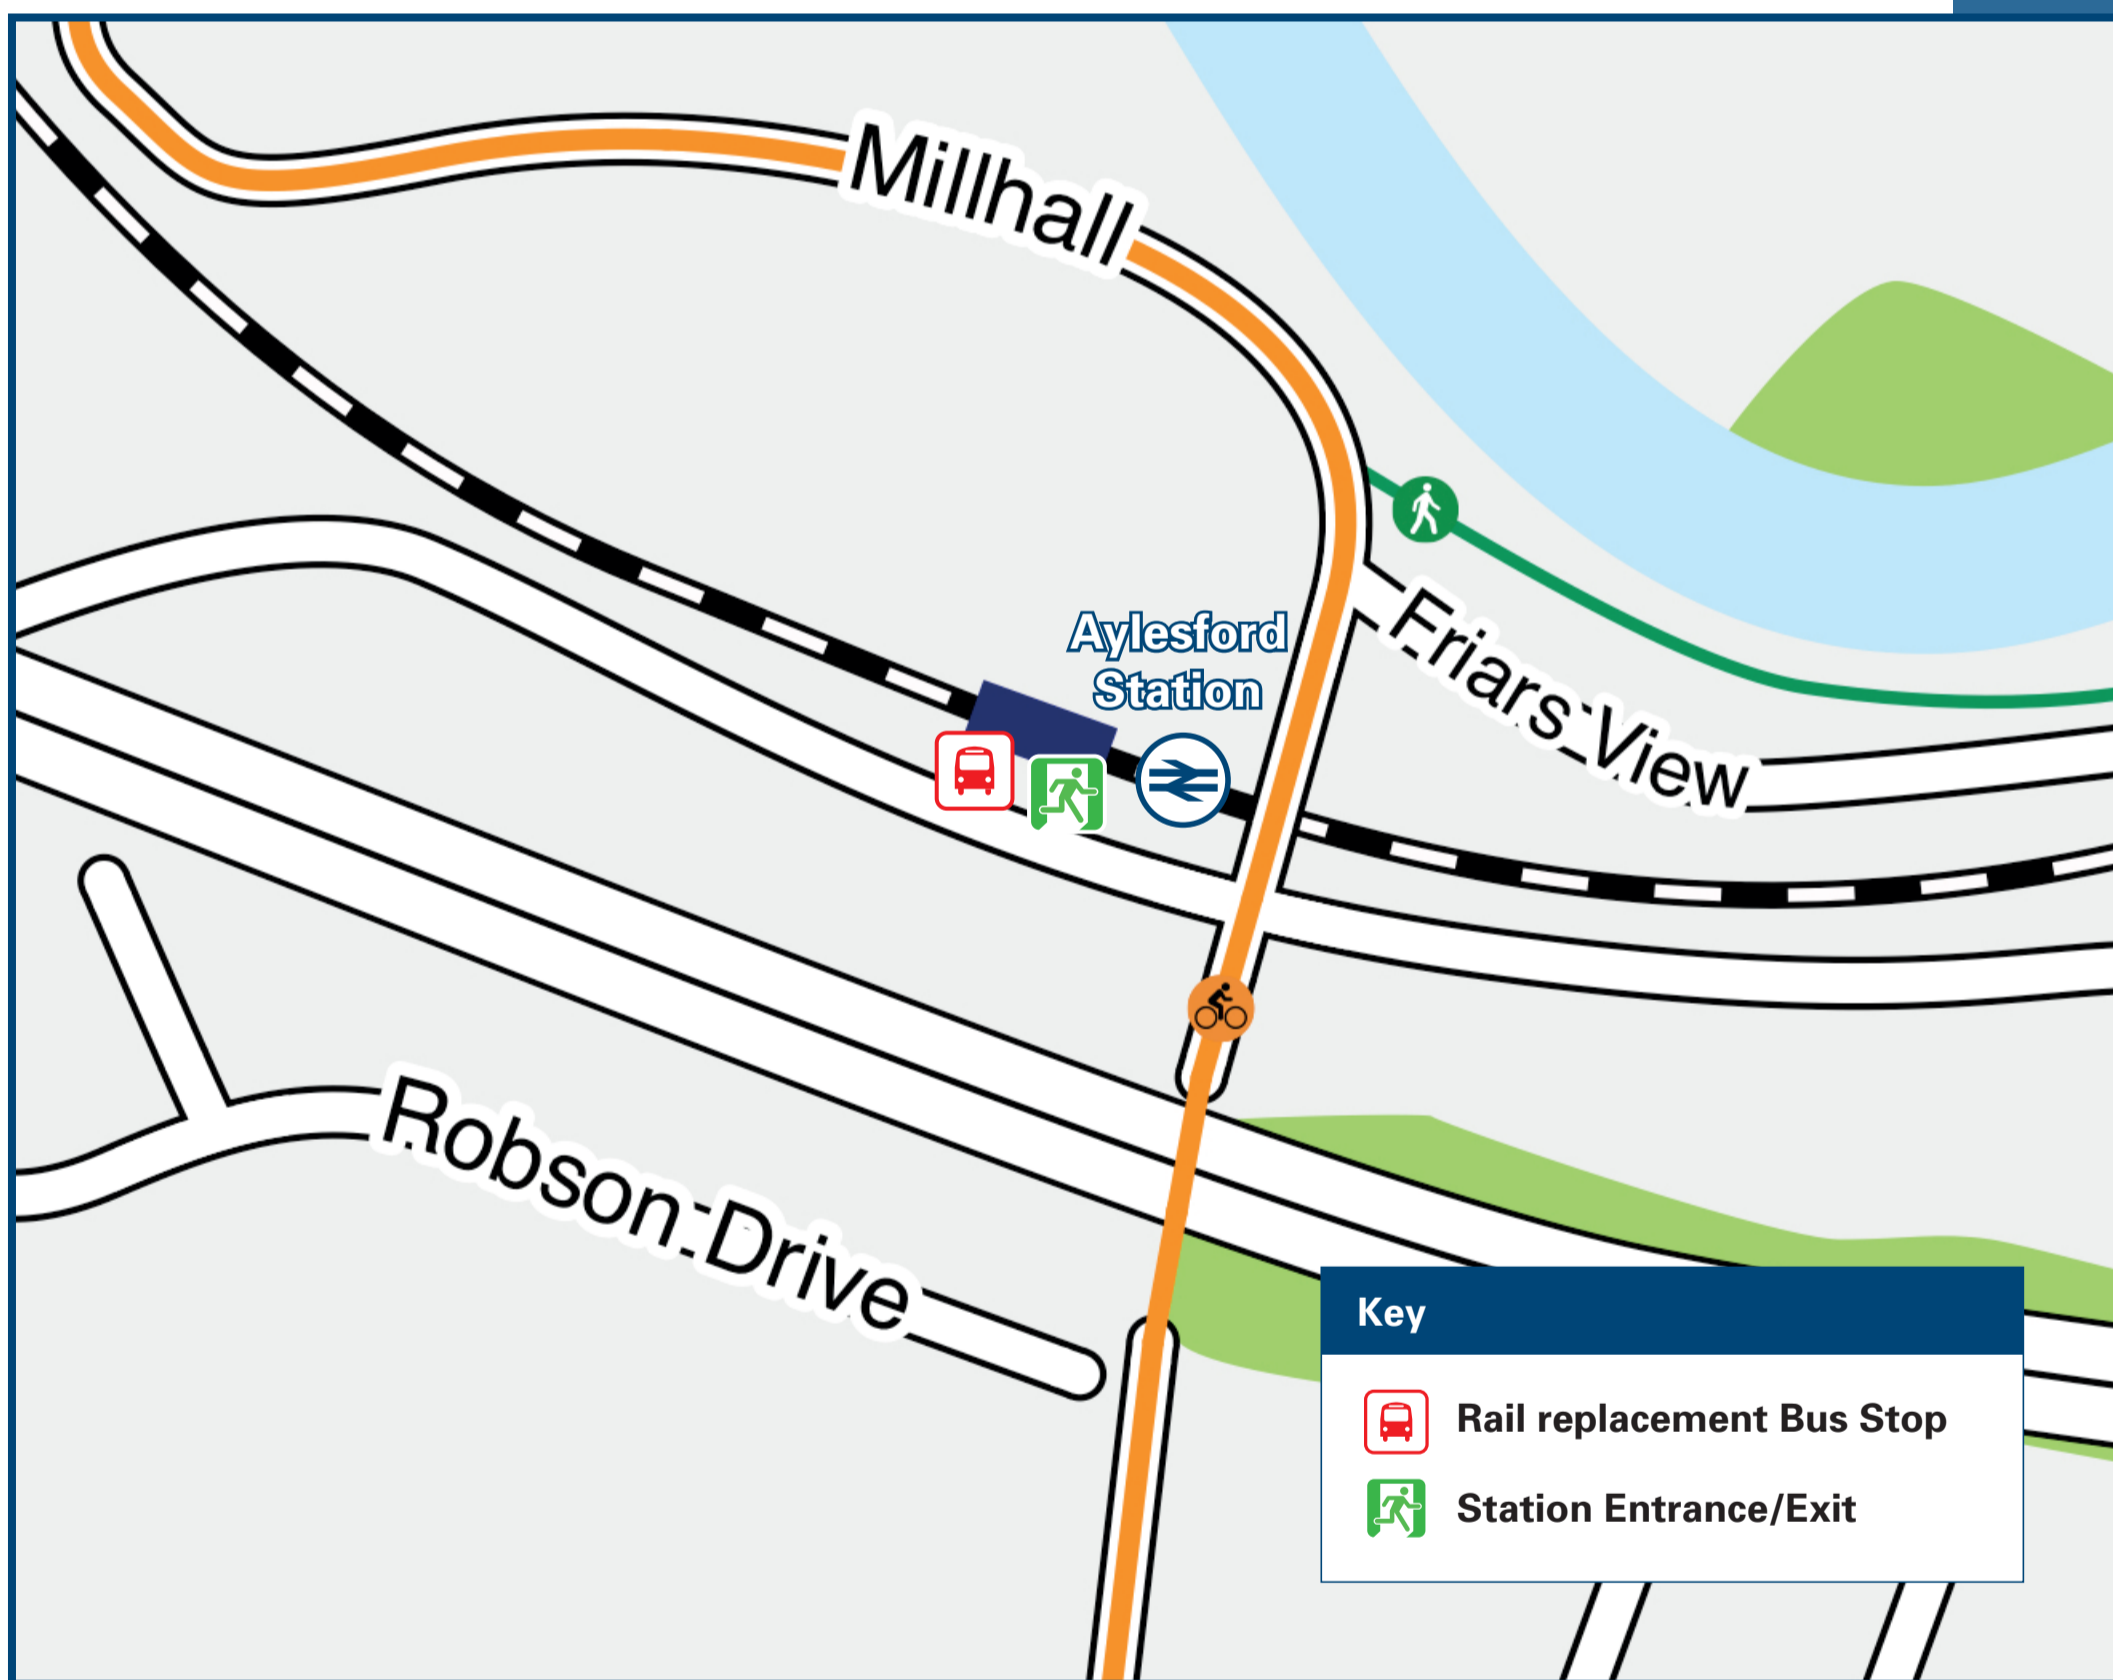 Millhall
Aylesford
Station
Friars View
Robson Drive
Key
Rail replacement Bus Stop
Station Entrance/Exit